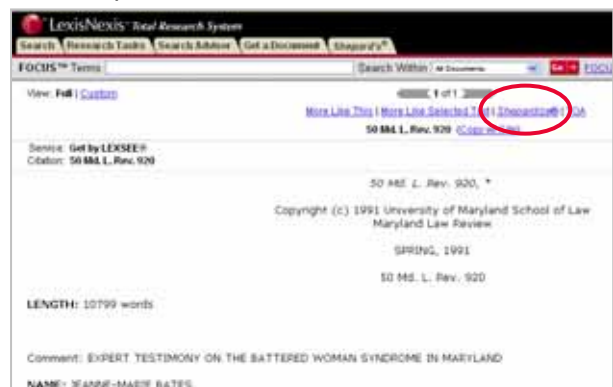 LexisNexis™ Total Research System
Search Research Tasks Search Advisor Get a Document Shepard's®
FOCUS™ Terms Search Within All Documents Go FOCU
View: Full | Custom
1 of 1
More Like This | More Like Selected Text | Shepardize® | TOA
50 Md. L. Rev. 920
Service: Get by LEXSEE®
Citation: 50 Md. L. Rev. 920
50 Md. L. Rev. 920, *
Copyright (c) 1991 University of Maryland School of Law
Maryland Law Review
SPRING, 1991
50 Md. L. Rev. 920
LENGTH: 10799 words
Comment: EXPERT TESTIMONY ON THE BATTERED WOMAN SYNDROME IN MARYLAND
NAME: JEANNE-MARIE BATES